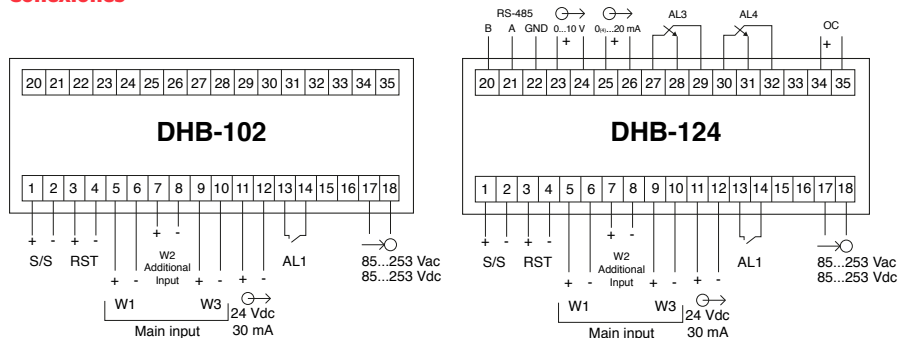 Conexiones
20 21 22 23 24 25 26 27 28 29 30 31 32 33 34 35
DHB-102
1 2 3 4 5 6 7 8 9 10 11 12 13 14 15 16 17 18
+ - + - + - + - + - + -
S/S RST
W2
Additional
Input
AL1
85...253 Vac
85...253 Vdc
W1 W3
24 Vdc
30 mA
Main input
RS-485 AL3 AL4 OC
B A GND 0...10 V 0(4)...20 mA
+ + +
20 21 22 23 24 25 26 27 28 29 30 31 32 33 34 35
DHB-124
1 2 3 4 5 6 7 8 9 10 11 12 13 14 15 16 17 18
+ - + - + - + - + - + -
S/S RST
W2
Additional
Input
AL1
85...253 Vac
85...253 Vdc
W1 W3
24 Vdc
30 mA
Main input